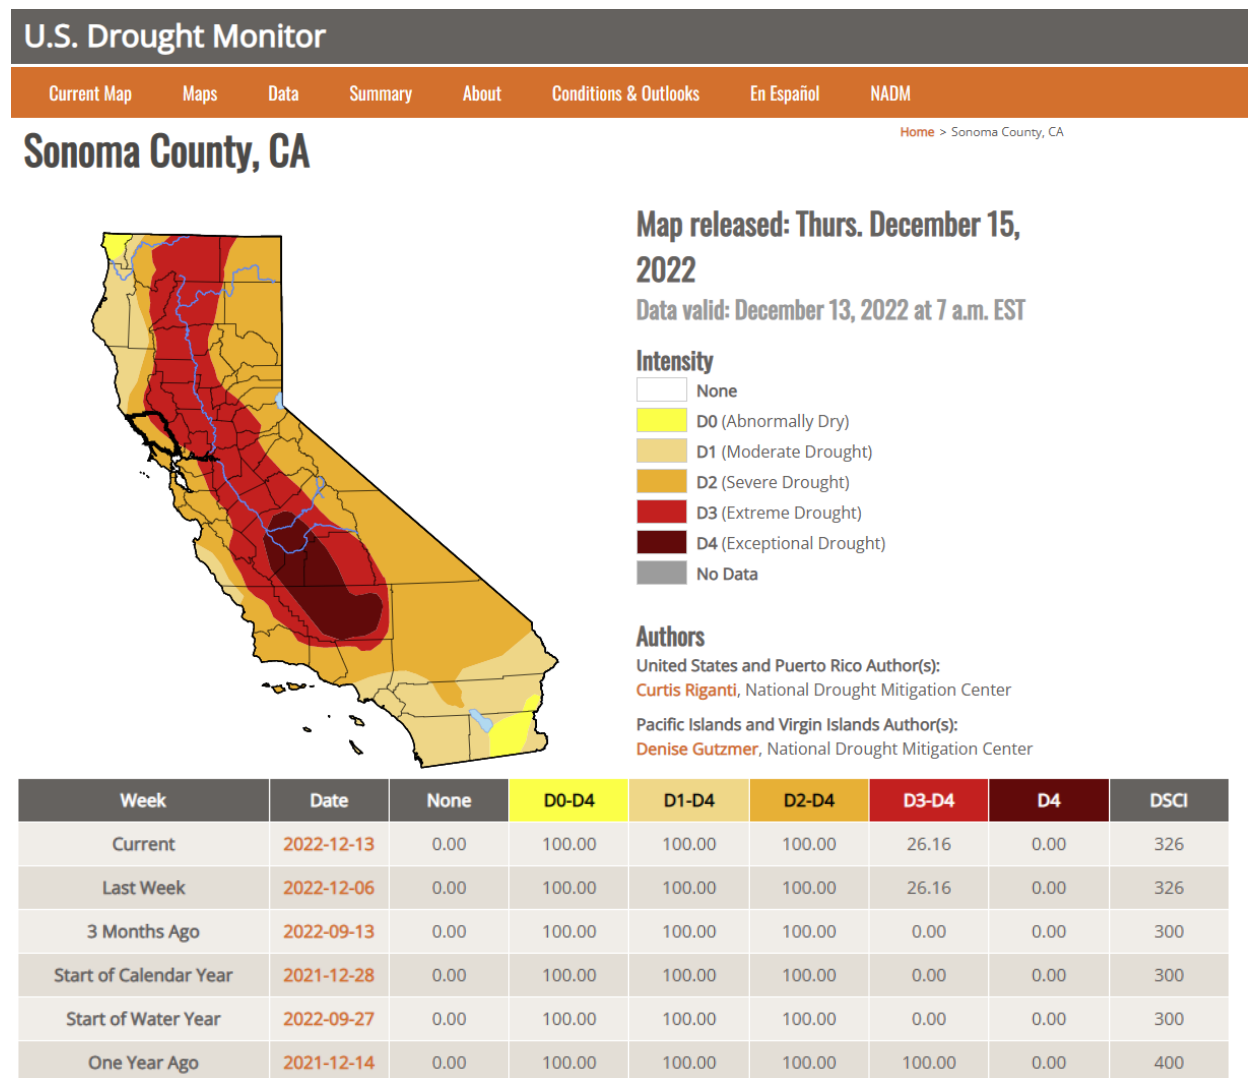 U.S. Drought Monitor
Current Map Maps Data Summary About Conditions & Outlooks En Español NADM
Home > Sonoma County, CA
Sonoma County, CA
Map released: Thurs. December 15,
2022
Data valid: December 13, 2022 at 7 a.m. EST
Intensity
None
D0 (Abnormally Dry)
D1 (Moderate Drought)
D2 (Severe Drought)
D3 (Extreme Drought)
D4 (Exceptional Drought)
No Data
Authors
United States and Puerto Rico Author(s):
Curtis Riganti, National Drought Mitigation Center
Pacific Islands and Virgin Islands Author(s):
Denise Gutzmer, National Drought Mitigation Center
Week Date None D0-D4 D1-D4 D2-D4 D3-D4 D4 DSCI
Current 2022-12-13 0.00 100.00 100.00 100.00 26.16 0.00 326
Last Week 2022-12-06 0.00 100.00 100.00 100.00 26.16 0.00 326
3 Months Ago 2022-09-13 0.00 100.00 100.00 100.00 0.00 0.00 300
Start of Calendar Year 2021-12-28 0.00 100.00 100.00 100.00 0.00 0.00 300
Start of Water Year 2022-09-27 0.00 100.00 100.00 100.00 0.00 0.00 300
One Year Ago 2021-12-14 0.00 100.00 100.00 100.00 100.00 0.00 400